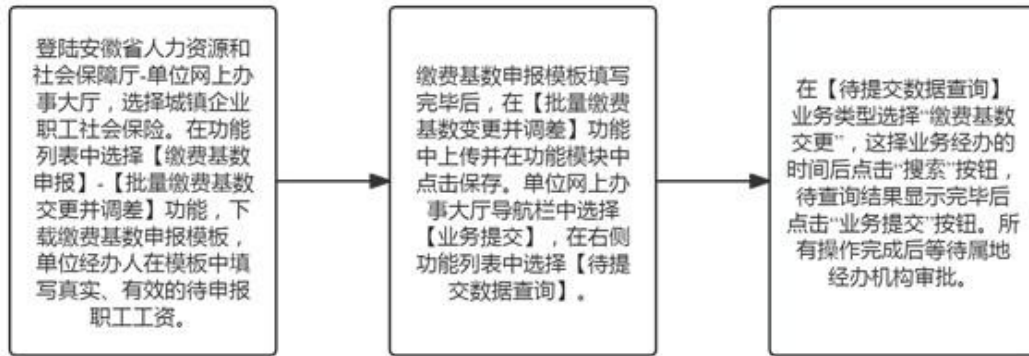 登陆安徽省人力资源和
社会保障厅-单位网上办
事大厅，选择城镇企业
职工社会保险。在功能
列表中选择【缴费基数
申报】-【批量缴费基数
交更并调差】功能，下
载缴费基数申报模板，
单位经办人在模板中填
写真实、有效的待申报
职工工资。
缴费基数申报模板填写
完毕后，在【批量缴费
基数变更并调差】功能
中上传并在功能模块中
点击保存。单位网上办
事大厅导航栏中选择
【业务提交】，在右侧
功能列表中选择【待提
交数据查询】。
在【待提交数据查询】
业务类型选择“缴费基数
交更”，这择业务经办的
时间后点击“搜索”按钮，
待查询结果显示完毕后
点击“业务提交”按钮。所
有操作完成后等待属地
经办机构审批。